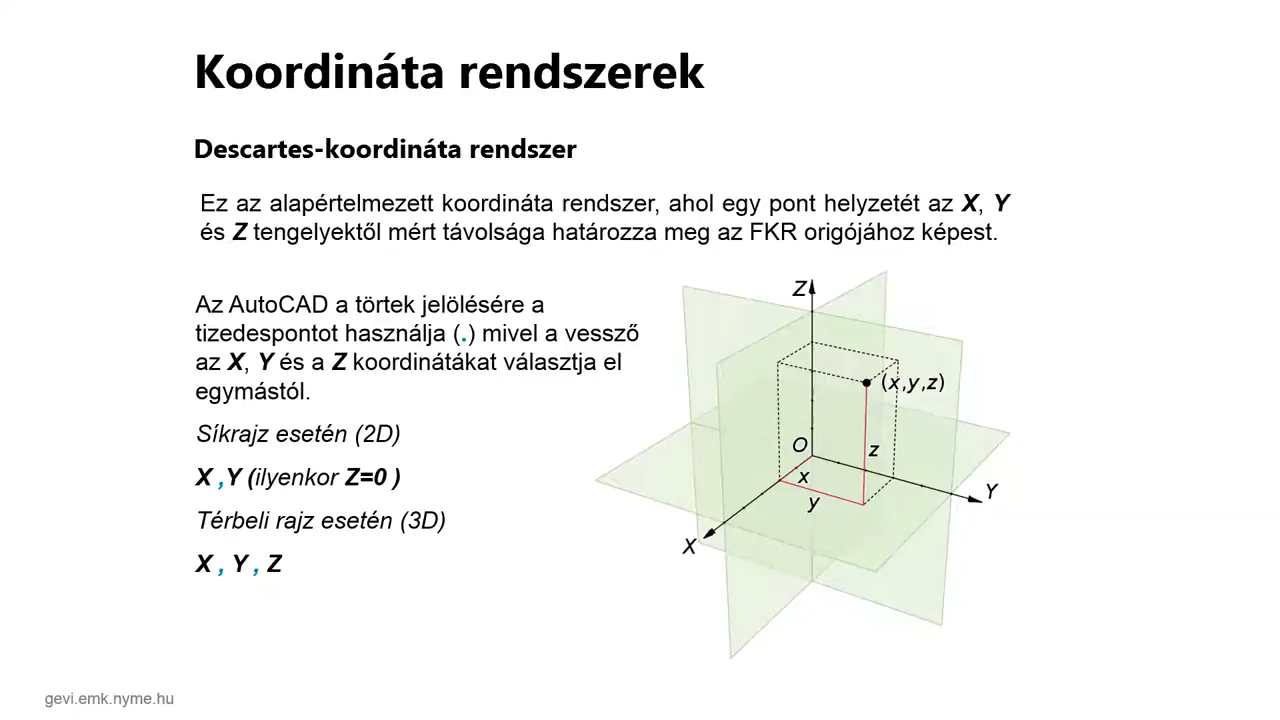 Koordináta rendszerek
Descartes-koordináta rendszer
Ez az alapértelmezett koordináta rendszer, ahol egy pont helyzetét az X, Y
és Z tengelyektől mért távolsága határozza meg az FKR origójához képest.
Az AutoCAD a törtek jelölésére a
tizedespontot használja (.) mivel a vessző
az X, Y és a Z koordinátákat választja el
egymástól.
Síkrajz esetén (2D)
X ,Y (ilyenkor Z=0 )
Térbeli rajz esetén (3D)
X , Y , Z
Z
(x,y,z)
O
z
x
y
Y
X
gevi.emk.nyme.hu